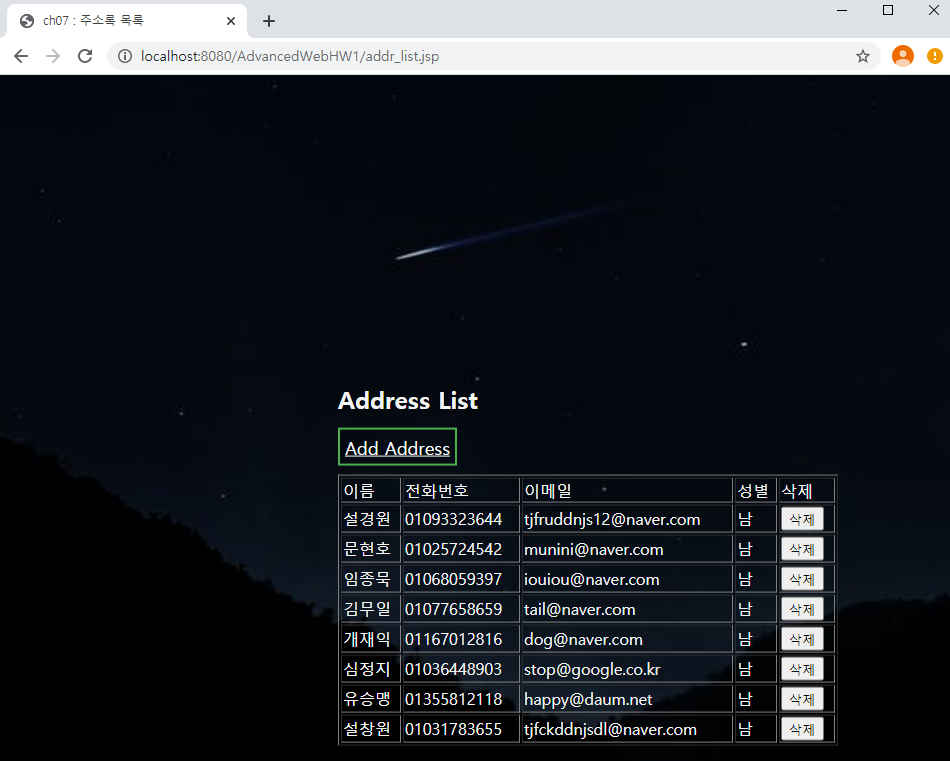 ch07 : 주소록 목록
localhost:8080/AdvancedWebHW1/addr_list.jsp
Address List
Add Address
이름 전화번호 이메일 성별 삭제
설경원 01093323644 tjfruddnjs12@naver.com 남 삭제
문현호 01025724542 munini@naver.com 남 삭제
임종묵 01068059397 iouiou@naver.com 남 삭제
김무일 01077658659 tail@naver.com 남 삭제
개재익 01167012816 dog@naver.com 남 삭제
심정지 01036448903 stop@google.co.kr 남 삭제
유승맹 01355812118 happy@daum.net 남 삭제
설창원 01031783655 tjfckddnjsdl@naver.com 남 삭제